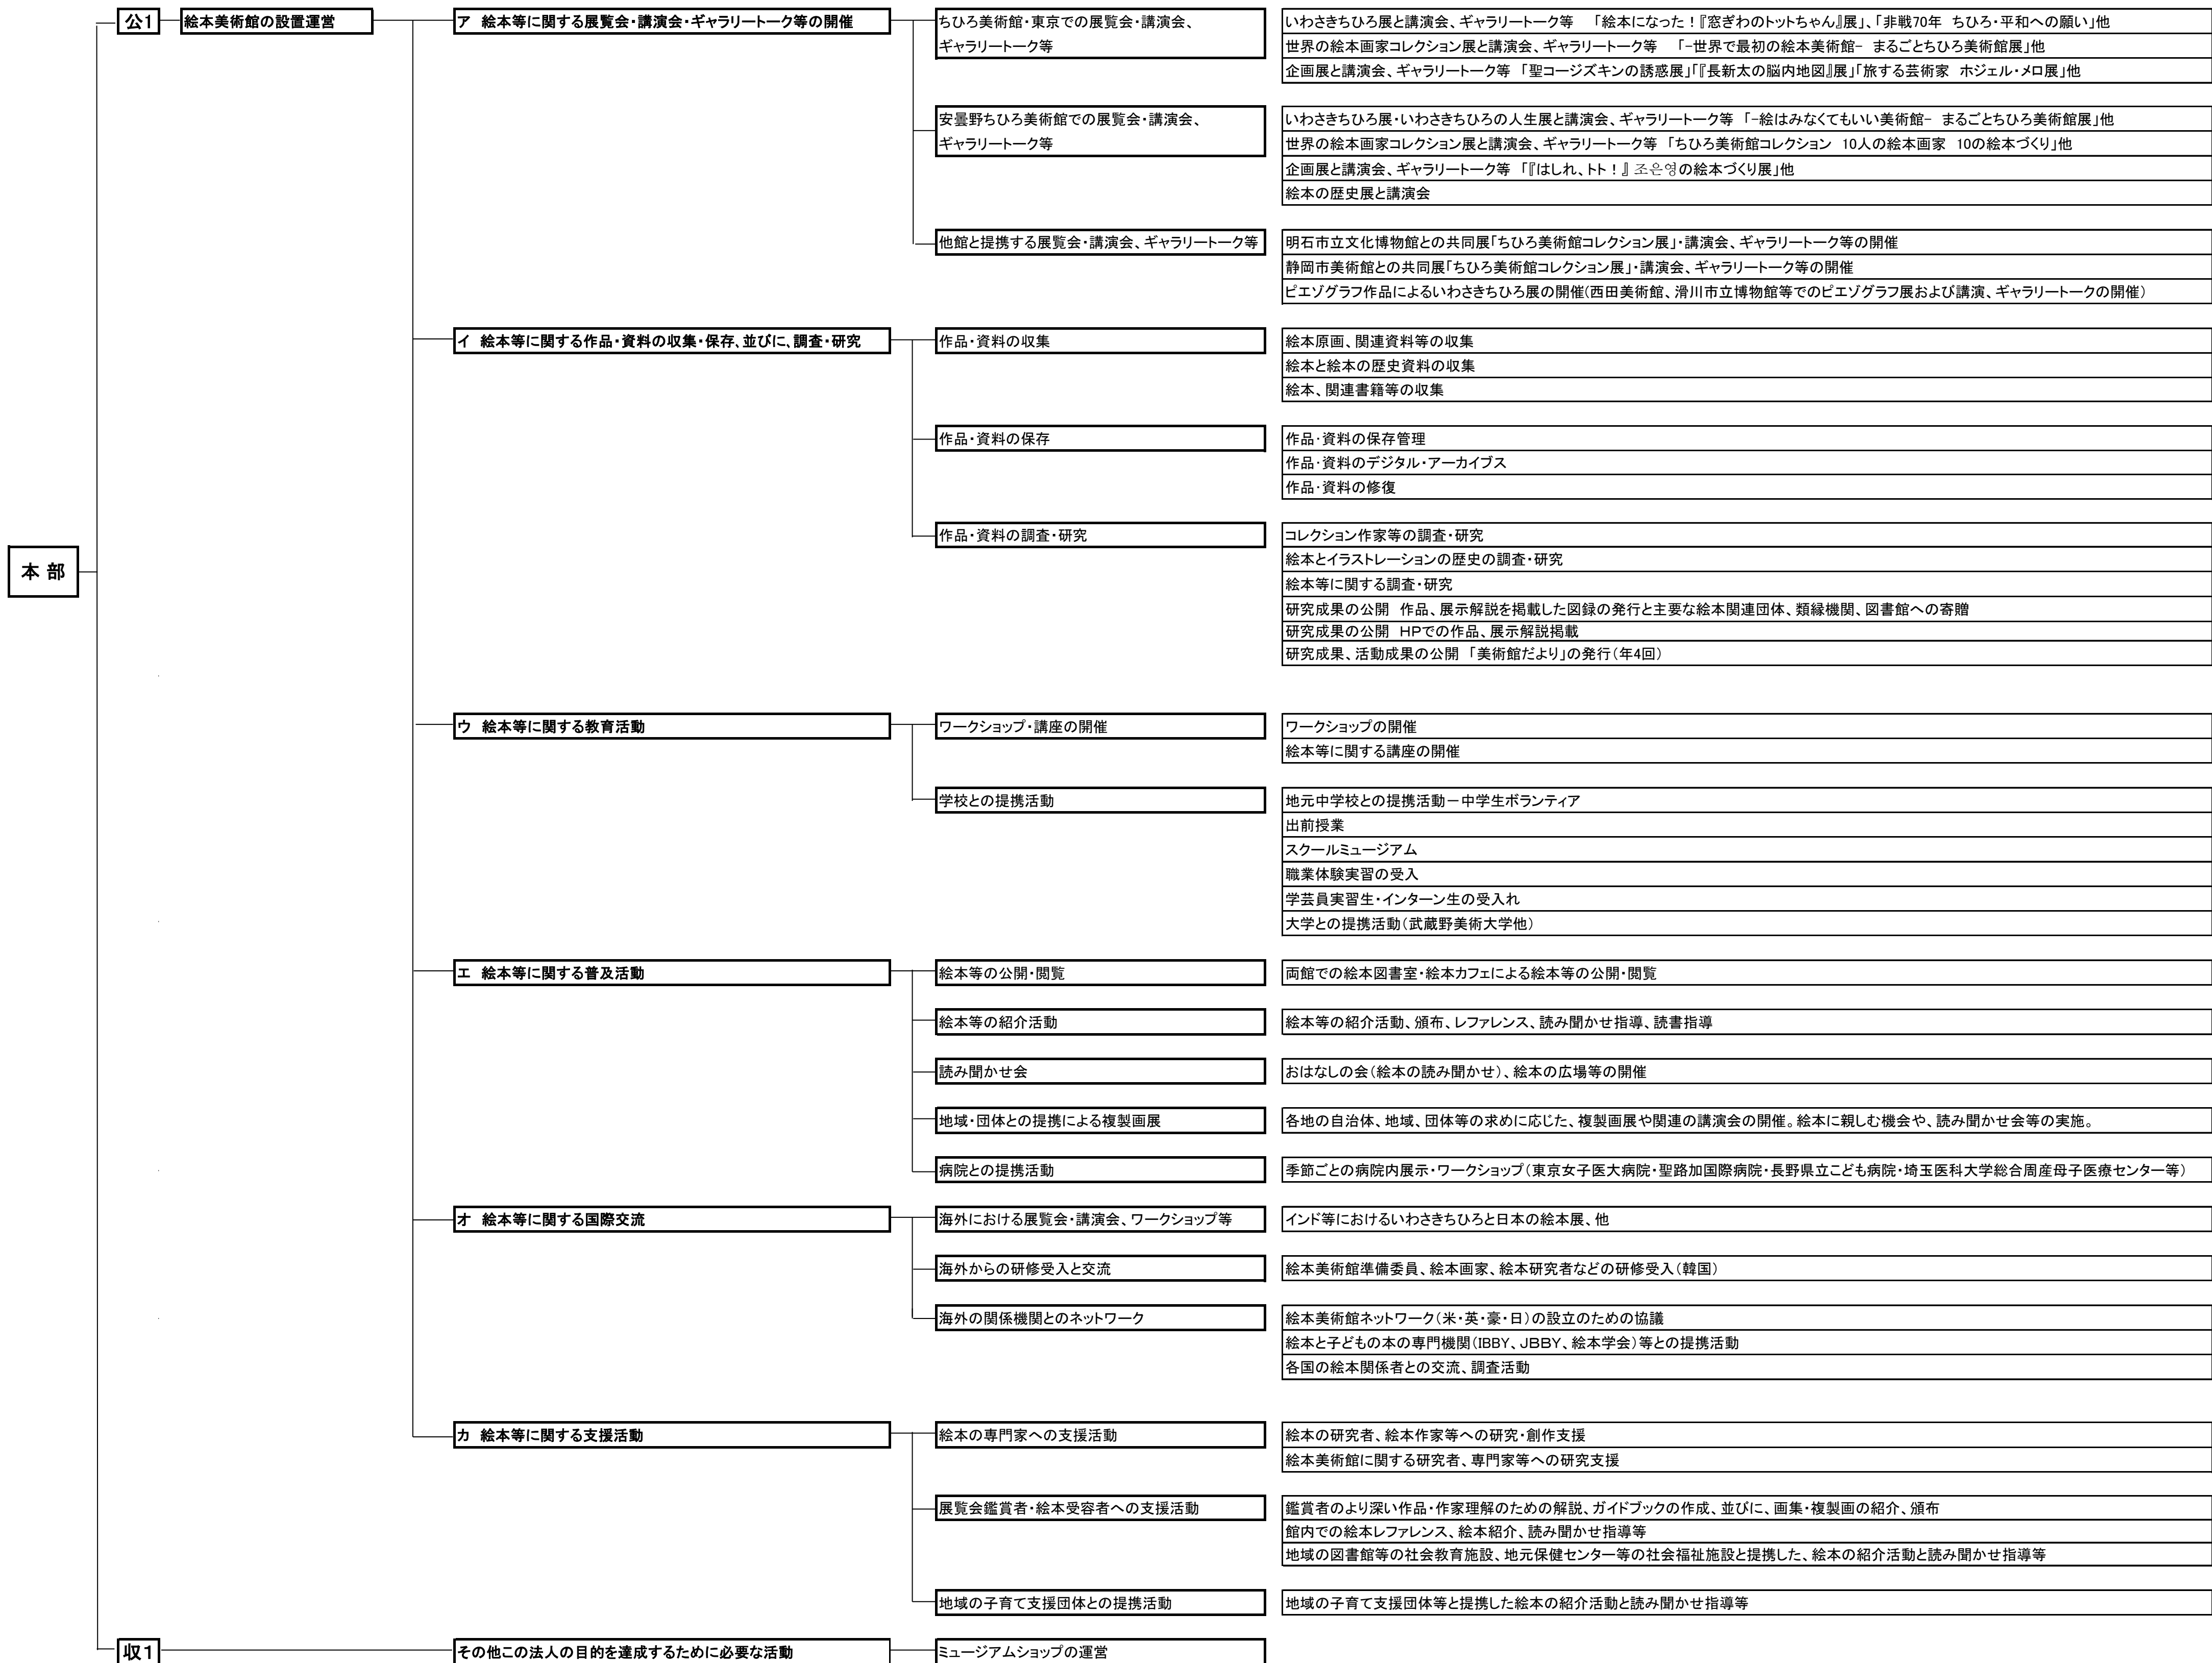 本 部
公1
絵本美術館の設置運営
ア　絵本等に関する展覧会・講演会・ギャラリートーク等の開催
ちひろ美術館・東京での展覧会・講演会、
ギャラリートーク等
いわさきちひろ展と講演会、ギャラリートーク等　「絵本になった！『窓ぎわのトットちゃん』展」、「非戦70年　ちひろ・平和への願い」他
世界の絵本画家コレクション展と講演会、ギャラリートーク等　「-世界で最初の絵本美術館-　まるごとちひろ美術館展」他
企画展と講演会、ギャラリートーク等　「聖コージズキンの誘惑展」「『長新太の脳内地図』展」「旅する芸術家　ホジェル・メロ展」他
安曇野ちひろ美術館での展覧会・講演会、
ギャラリートーク等
いわさきちひろ展・いわさきちひろの人生展と講演会、ギャラリートーク等　「-絵はみなくてもいい美術館-　まるごとちひろ美術館展」他
世界の絵本画家コレクション展と講演会、ギャラリートーク等　「ちひろ美術館コレクション　10人の絵本画家　10の絵本づくり」他
企画展と講演会、ギャラリートーク等　「『はしれ、トト！』 조은영の絵本づくり展」他
絵本の歴史展と講演会
他館と提携する展覧会・講演会、ギャラリートーク等
明石市立文化博物館との共同展「ちひろ美術館コレクション展」・講演会、ギャラリートーク等の開催
静岡市美術館との共同展「ちひろ美術館コレクション展」・講演会、ギャラリートーク等の開催
ピエゾグラフ作品によるいわさきちひろ展の開催（西田美術館、滑川市立博物館等でのピエゾグラフ展および講演、ギャラリートークの開催）
イ　絵本等に関する作品・資料の収集・保存、並びに、調査・研究
作品・資料の収集
絵本原画、関連資料等の収集
絵本と絵本の歴史資料の収集
絵本、関連書籍等の収集
作品・資料の保存
作品・資料の保存管理
作品・資料のデジタル・アーカイブス
作品・資料の修復
作品・資料の調査・研究
コレクション作家等の調査・研究
絵本とイラストレーションの歴史の調査・研究
絵本等に関する調査・研究
研究成果の公開　作品、展示解説を掲載した図録の発行と主要な絵本関連団体、類縁機関、図書館への寄贈
研究成果の公開　ＨＰでの作品、展示解説掲載
研究成果、活動成果の公開　「美術館だより」の発行（年4回）
ウ　絵本等に関する教育活動
ワークショップ・講座の開催
ワークショップの開催
絵本等に関する講座の開催
学校との提携活動
地元中学校との提携活動－中学生ボランティア
出前授業
スクールミュージアム
職業体験実習の受入
学芸員実習生・インターン生の受入れ
大学との提携活動（武蔵野美術大学他）
エ　絵本等に関する普及活動
絵本等の公開・閲覧
両館での絵本図書室・絵本カフェによる絵本等の公開・閲覧
絵本等の紹介活動
絵本等の紹介活動、頒布、レファレンス、読み聞かせ指導、読書指導
読み聞かせ会
おはなしの会（絵本の読み聞かせ）、絵本の広場等の開催
地域・団体との提携による複製画展
各地の自治体、地域、団体等の求めに応じた、複製画展や関連の講演会の開催。絵本に親しむ機会や、読み聞かせ会等の実施。
病院との提携活動
季節ごとの病院内展示・ワークショップ（東京女子医大病院・聖路加国際病院・長野県立こども病院・埼玉医科大学総合周産母子医療センター等）
オ　絵本等に関する国際交流
海外における展覧会・講演会、ワークショップ等
インド等におけるいわさきちひろと日本の絵本展、他
海外からの研修受入と交流
絵本美術館準備委員、絵本画家、絵本研究者などの研修受入（韓国）
海外の関係機関とのネットワーク
絵本美術館ネットワーク（米・英・豪・日）の設立のための協議
絵本と子どもの本の専門機関（IBBY、ＪＢＢＹ、絵本学会）等との提携活動
各国の絵本関係者との交流、調査活動
カ　絵本等に関する支援活動
絵本の専門家への支援活動
絵本の研究者、絵本作家等への研究・創作支援
絵本美術館に関する研究者、専門家等への研究支援
展覧会鑑賞者・絵本受容者への支援活動
鑑賞者のより深い作品・作家理解のための解説、ガイドブックの作成、並びに、画集・複製画の紹介、頒布
館内での絵本レファレンス、絵本紹介、読み聞かせ指導等
地域の図書館等の社会教育施設、地元保健センター等の社会福祉施設と提携した、絵本の紹介活動と読み聞かせ指導等
地域の子育て支援団体との提携活動
地域の子育て支援団体等と提携した絵本の紹介活動と読み聞かせ指導等
収1
その他この法人の目的を達成するために必要な活動
ミュージアムショップの運営